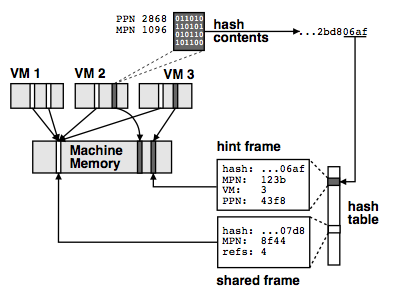 PPN 2868
MPN 1096
011010
110101
010110
101100
hash
contents
...2bd806af
VM 1
VM 2
VM 3
Machine
Memory
hint frame
hash: ...06af
MPN: 123b
VM: 3
PPN: 43f8
hash
table
hash: ...07d8
MPN: 8f44
refs: 4
shared frame